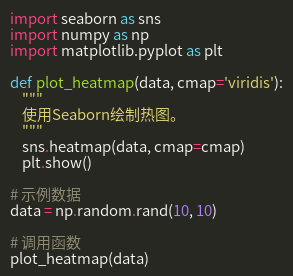 import seaborn as sns
import numpy as np
import matplotlib.pyplot as plt

def plot_heatmap(data, cmap='viridis'):
    """
    使用Seaborn绘制热图。
    """
    sns.heatmap(data, cmap=cmap)
    plt.show()

# 示例数据
data = np.random.rand(10, 10)

# 调用函数
plot_heatmap(data)